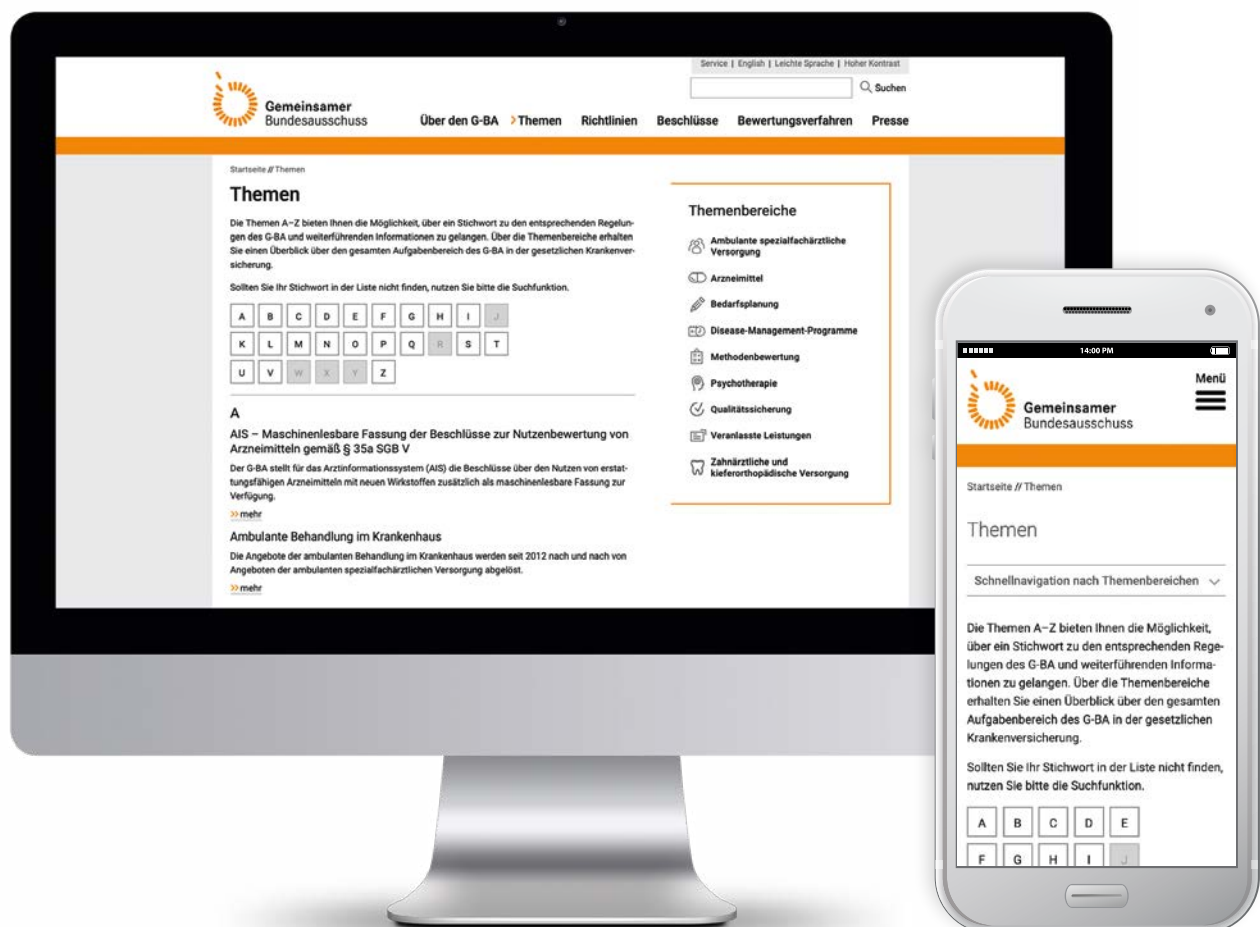 Service | English | Leichte Sprache | Hoher Kontrast
Suchen
Gemeinsamer
Bundesausschuss
Über den G-BA Themen Richtlinien Beschlüsse Bewertungsverfahren Presse
Startseite // Themen
Themen
Die Themen A–Z bieten Ihnen die Möglichkeit, über ein Stichwort zu den entsprechenden Regelun-
gen des G-BA und weiterführenden Informationen zu gelangen. Über die Themenbereiche erhalten
Sie einen Überblick über den gesamten Aufgabenbereich des G-BA in der gesetzlichen Krankenver-
sicherung.
Sollten Sie Ihr Stichwort in der Liste nicht finden, nutzen Sie bitte die Suchfunktion.
A B C D E F G H I J
K L M N O P Q R S T
U V W X Y Z
A
AIS – Maschinenlesbare Fassung der Beschlüsse zur Nutzenbewertung von
Arzneimitteln gemäß § 35a SGB V
Der G-BA stellt für das Arztinformationssystem (AIS) die Beschlüsse über den Nutzen von erstat-
tungsfähigen Arzneimitteln mit neuen Wirkstoffen zusätzlich als maschinenlesbare Fassung zur
Verfügung.
mehr
Ambulante Behandlung im Krankenhaus
Die Angebote der ambulanten Behandlung im Krankenhaus werden seit 2012 nach und nach von
Angeboten der ambulanten spezialfachärztlichen Versorgung abgelöst.
mehr
Themenbereiche
Ambulante spezialfachärztliche
Versorgung
Arzneimittel
Bedarfsplanung
Disease-Management-Programme
Methodenbewertung
Psychotherapie
Qualitätssicherung
Veranlasste Leistungen
Zahnärztliche und
kieferorthopädische Versorgung
14:00 PM
Menü
Gemeinsamer
Bundesausschuss
Startseite // Themen
Themen
Schnellnavigation nach Themenbereichen
Die Themen A–Z bieten Ihnen die Möglichkeit,
über ein Stichwort zu den entsprechenden Rege-
lungen des G-BA und weiterführenden Informa-
tionen zu gelangen. Über die Themenbereiche
erhalten Sie einen Überblick über den gesamten
Aufgabenbereich des G-BA in der gesetzlichen
Krankenversicherung.
Sollten Sie Ihr Stichwort in der Liste nicht finden,
nutzen Sie bitte die Suchfunktion.
A B C D E
F G H I J